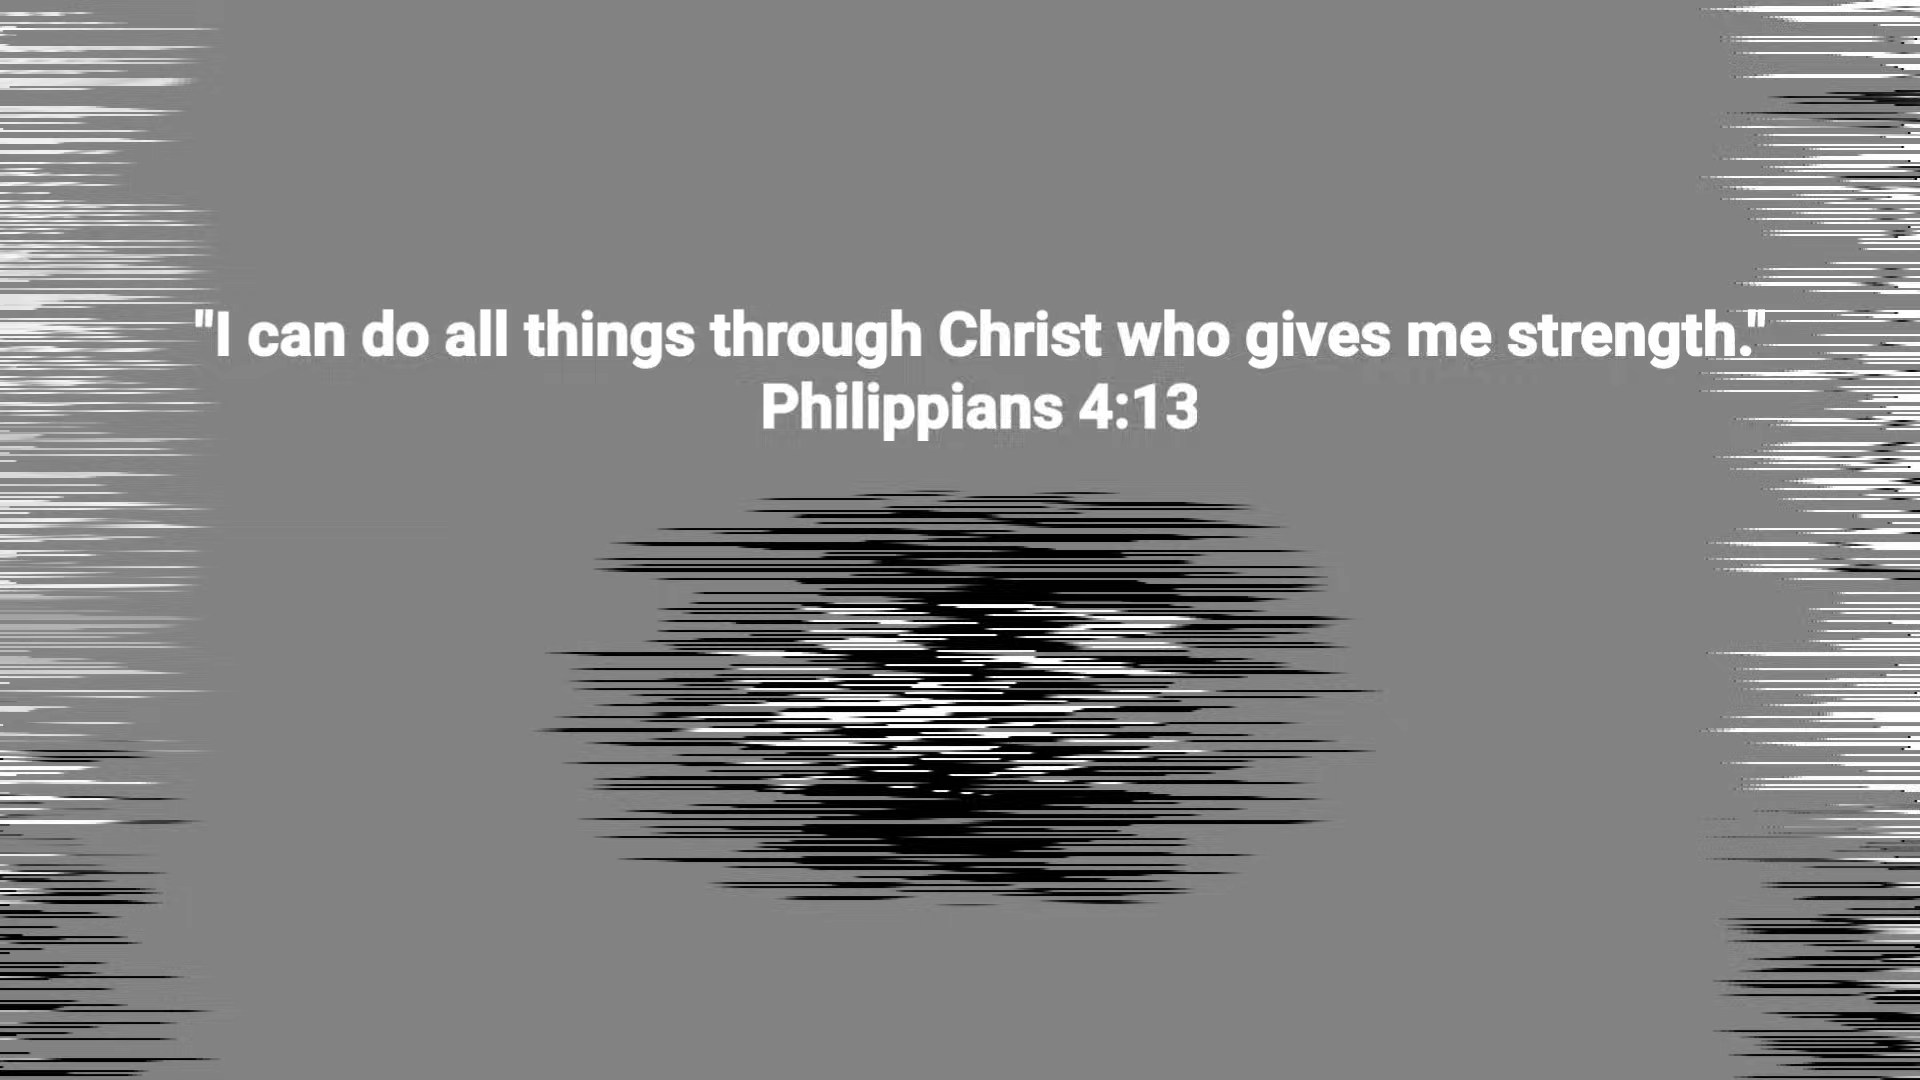 "I can do all things through Christ who gives me strength."
Philippians 4:13